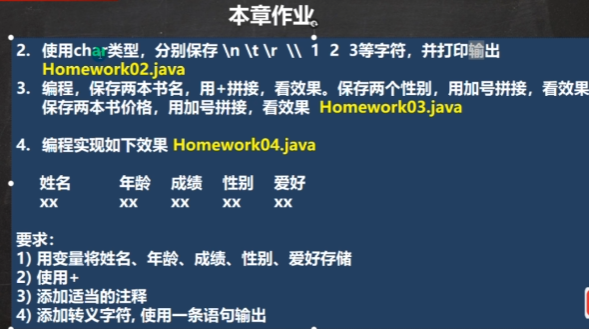 本章作业
2. 使用char类型，分别保存 \n \t \r \\ 1 2 3等字符，并打印输出
Homework02.java
3. 编程，保存两本书名，用+拼接，看效果。保存两个性别，用加号拼接，看效果
保存两本书价格，用加号拼接，看效果 Homework03.java
4. 编程实现如下效果 Homework04.java
姓名 年龄 成绩 性别 爱好
xx xx xx xx xx
要求：
1) 用变量将姓名、年龄、成绩、性别、爱好存储
2) 使用+
3) 添加适当的注释
4) 添加转义字符, 使用一条语句输出